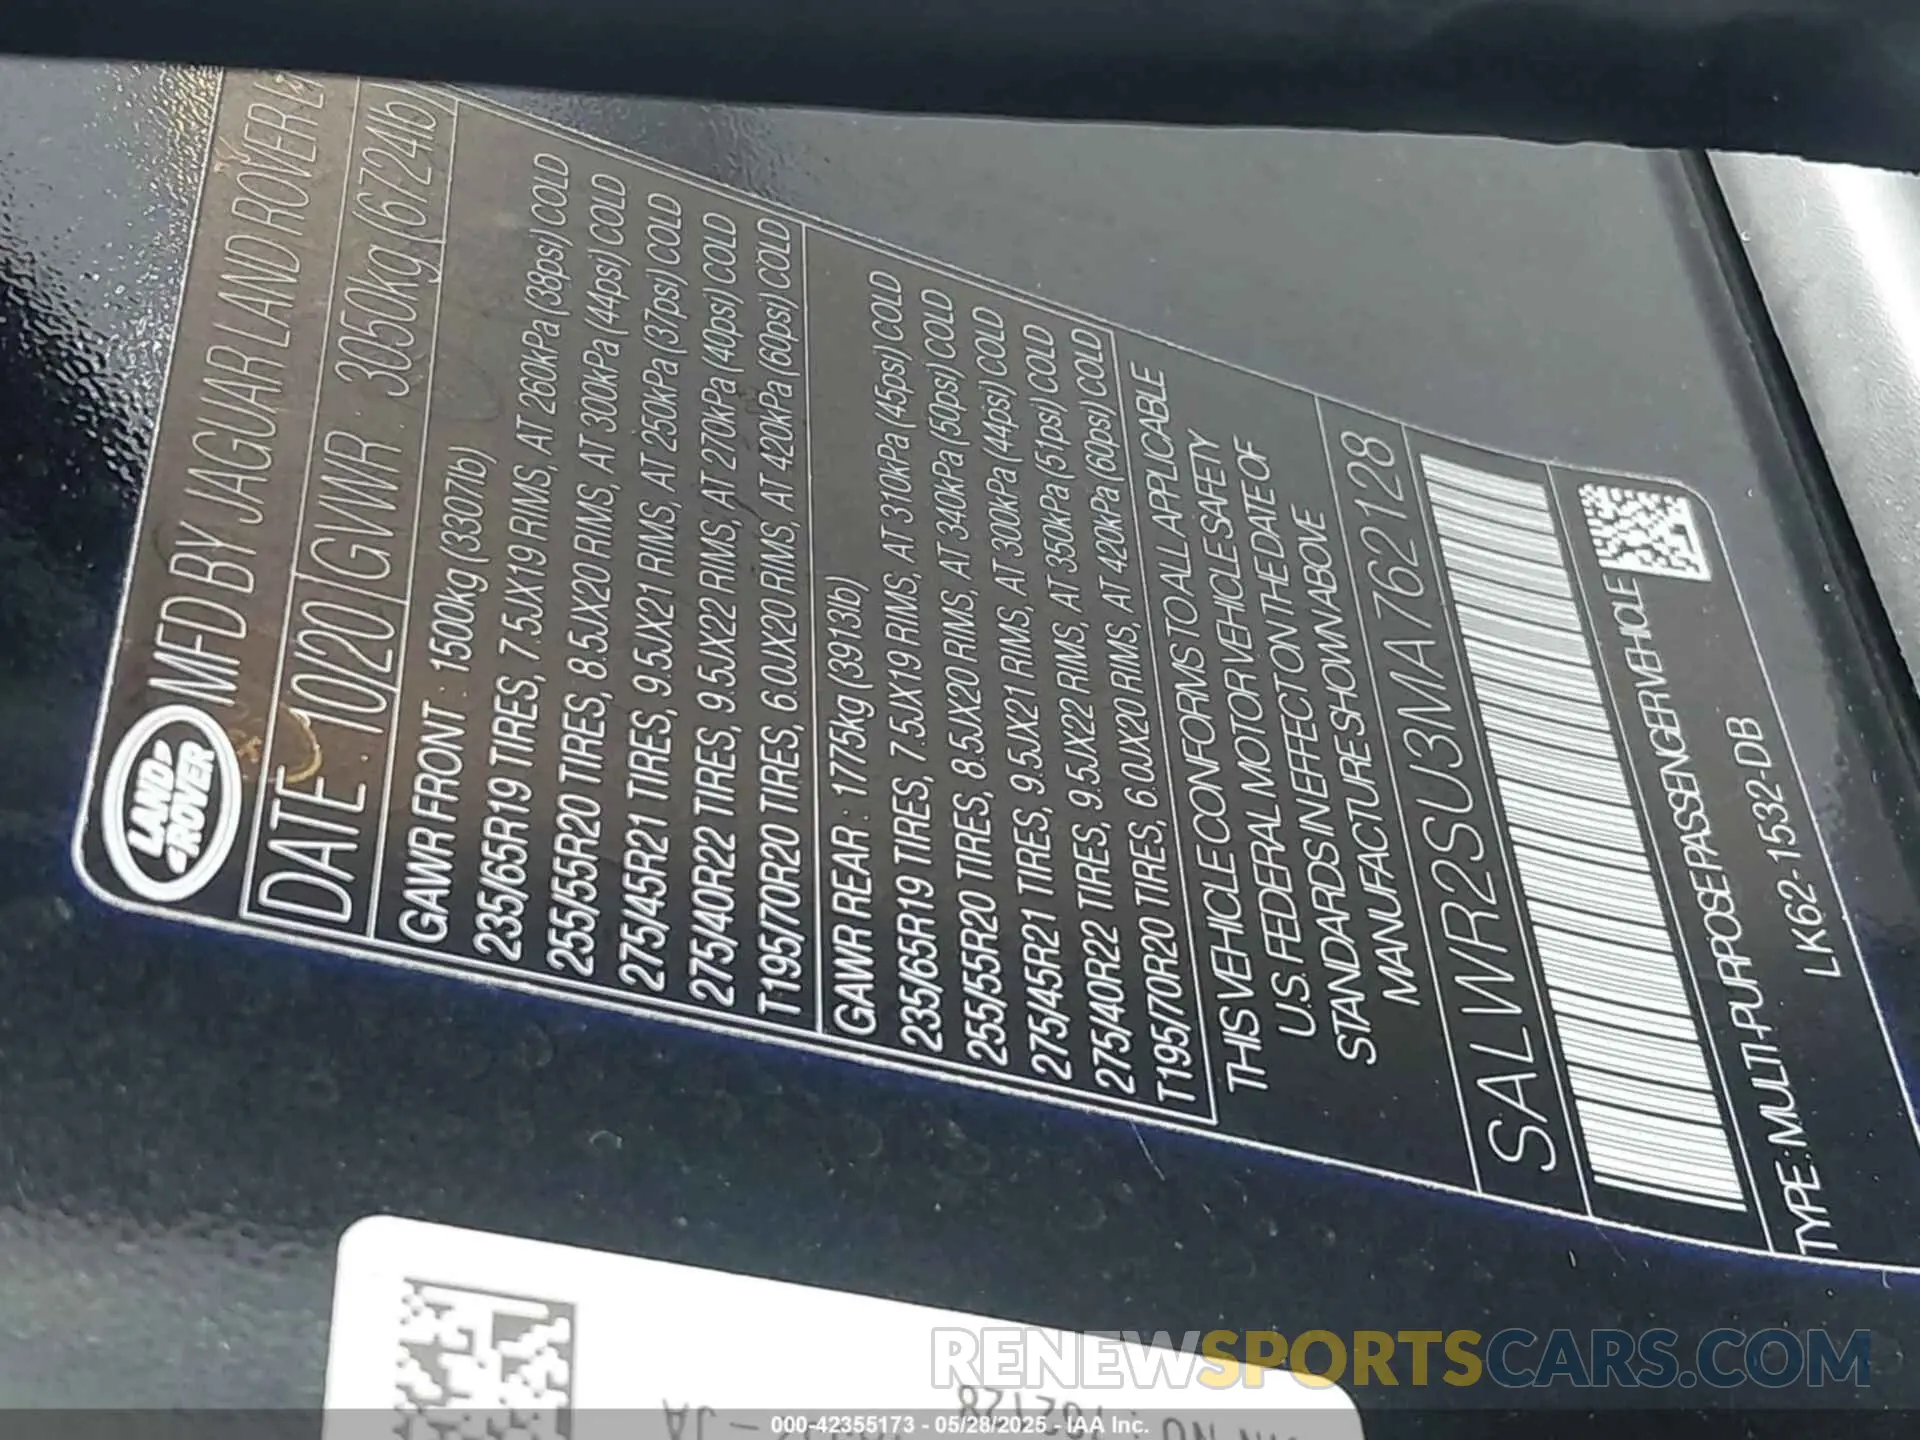 LAND
ROVER
MFD BY JAGUAR LAND ROVER
DATE : 10/20 GVWR 3050kg (6724lb)
GAWR FRONT : 1500kg (3307lb)
235/65R19 TIRES, 7.5JX19 RIMS, AT 260kPa (38psi) COLD
255/55R20 TIRES, 8.5JX20 RIMS, AT 300kPa (44psi) COLD
275/45R21 TIRES, 9.5JX21 RIMS, AT 250kPa (37psi) COLD
275/40R22 TIRES, 9.5JX22 RIMS, AT 270kPa (40psi) COLD
T195/70R20 TIRES, 6.0JX20 RIMS, AT 420kPa (60psi) COLD
GAWR REAR : 1775kg (3913lb)
235/65R19 TIRES, 7.5JX19 RIMS, AT 310kPa (45psi) COLD
255/55R20 TIRES, 8.5JX20 RIMS, AT 340kPa (50psi) COLD
275/45R21 TIRES, 9.5JX21 RIMS, AT 300kPa (44psi) COLD
275/40R22 TIRES, 9.5JX22 RIMS, AT 350kPa (51psi) COLD
T195/70R20 TIRES, 6.0JX20 RIMS, AT 420kPa (60psi) COLD
THIS VEHICLE CONFORMS TO ALL APPLICABLE
U.S. FEDERAL MOTOR VEHICLE SAFETY
STANDARDS IN EFFECT ON THE DATE OF
MANUFACTURE SHOWN ABOVE
SALWR2SU3MA762128
TYPE: MULTI-PURPOSE PASSENGER VEHICLE
LK62-1532-DB
762128
- JA
RENEWSPORTSCARS.COM
000-42355173 - 05/28/2025 - IAA Inc.